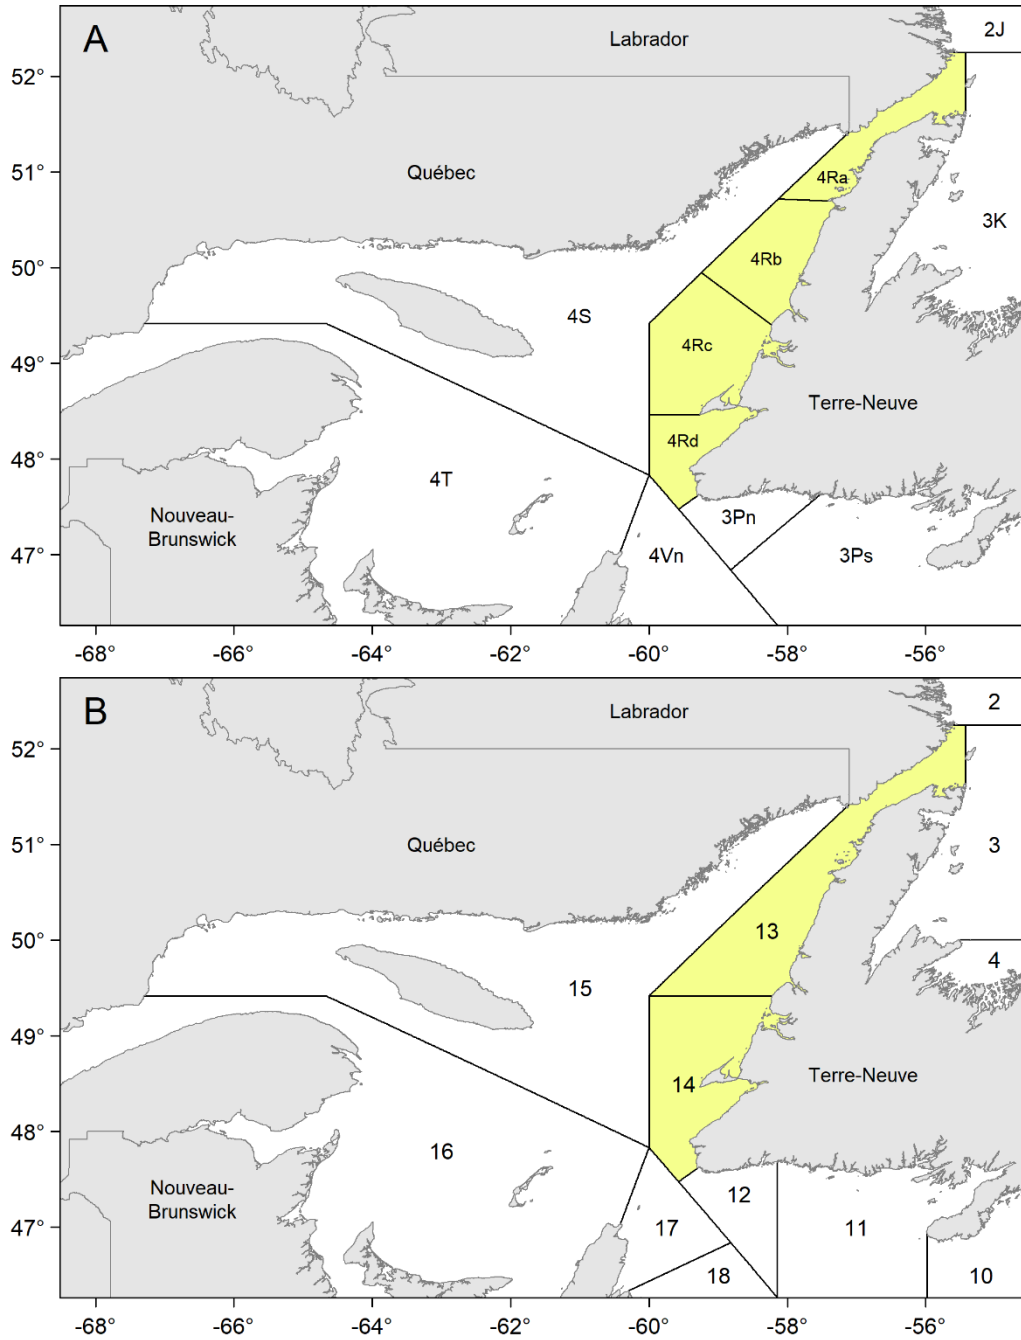 A
Labrador
2J
52°
51°
Québec
4Ra
3K
50°
4Rb
4S
49°
4Rc
Terre-Neuve
48°
4Rd
4T
Nouveau-
Brunswick
3Pn
47°
4Vn
3Ps
-68°
-66°
-64°
-62°
-60°
-58°
-56°
B
Labrador
2
52°
51°
Québec
3
50°
13
4
15
49°
14
Terre-Neuve
48°
16
Nouveau-
Brunswick
12
47°
17
11
18
10
-68°
-66°
-64°
-62°
-60°
-58°
-56°